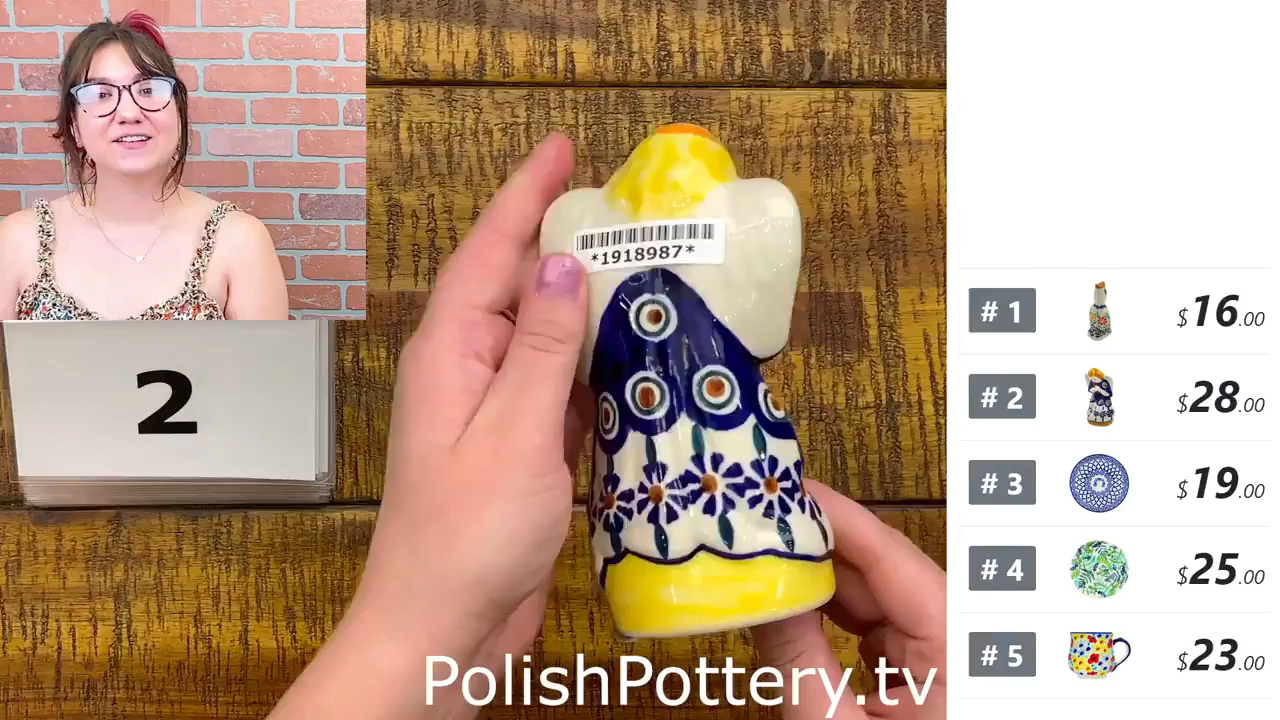 *1918987*
2
PolishPottery.tv
# 1 $16.00
# 2 $28.00
# 3 $19.00
# 4 $25.00
# 5 $23.00